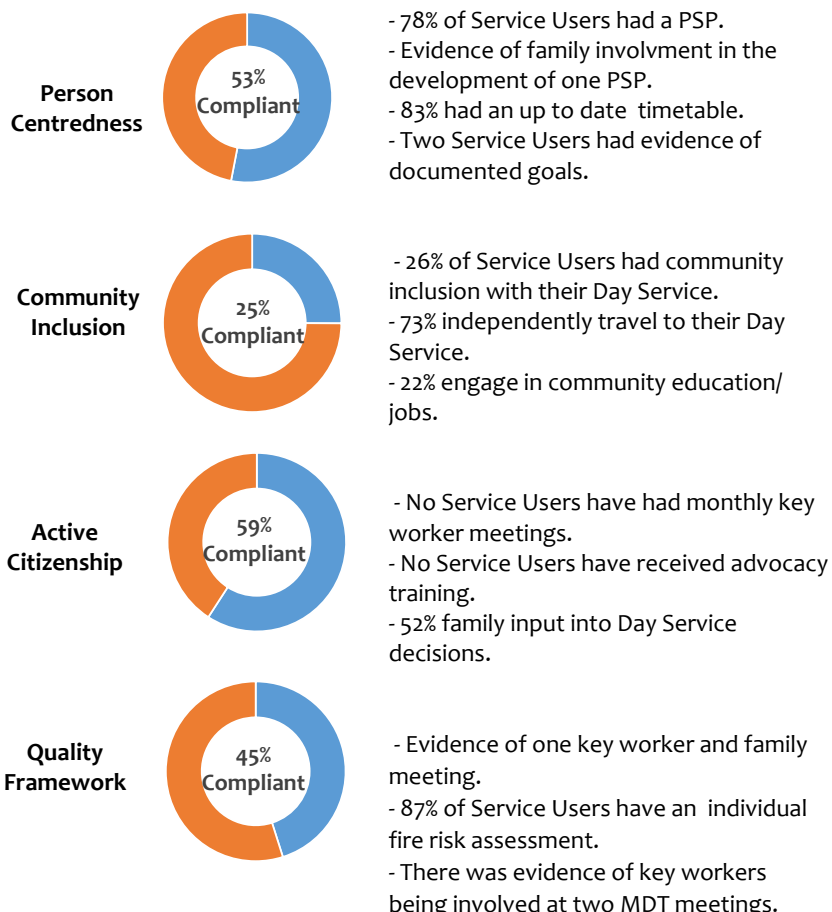 Person
Centredness
53%
Compliant
- 78% of Service Users had a PSP.
- Evidence of family involvment in the
development of one PSP.
- 83% had an up to date timetable.
- Two Service Users had evidence of
documented goals.
Community
Inclusion
25%
Compliant
- 26% of Service Users had community
inclusion with their Day Service.
- 73% independently travel to their Day
Service.
- 22% engage in community education/
jobs.
Active
Citizenship
59%
Compliant
- No Service Users have had monthly key
worker meetings.
- No Service Users have received advocacy
training.
- 52% family input into Day Service
decisions.
Quality
Framework
45%
Compliant
- Evidence of one key worker and family
meeting.
- 87% of Service Users have an individual
fire risk assessment.
- There was evidence of key workers
being involved at two MDT meetings.